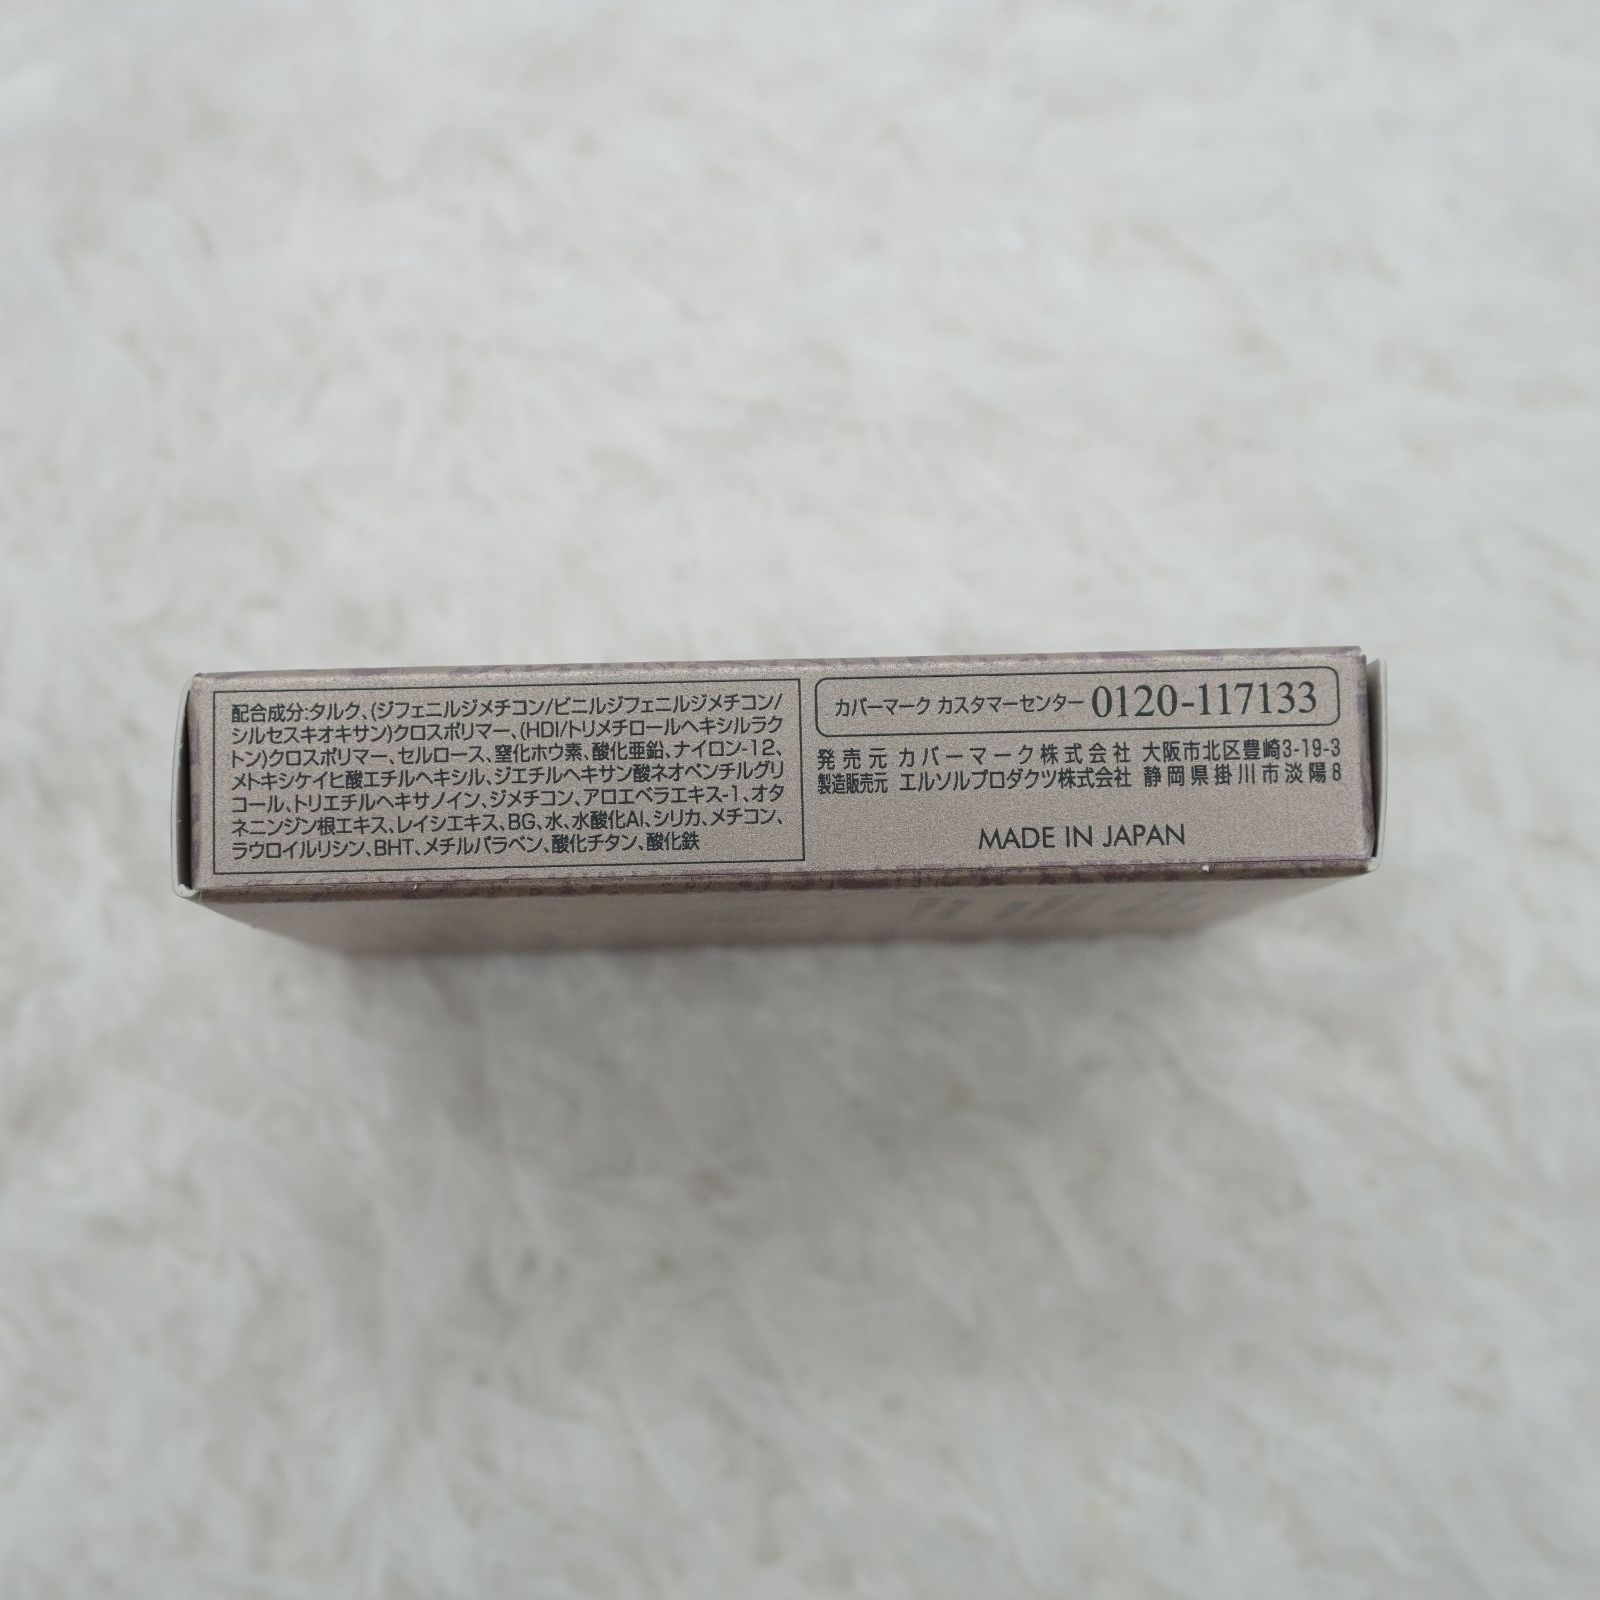 配合成分:タルク、(ジフェニルジメチコン/ビニルジフェニルジメチコン/
シルセスキオキサン)クロスポリマー、(HDI/トリメチロールヘキシルラク
トン)クロスポリマー、セルロース、窒化ホウ素、酸化亜鉛、ナイロン-12、
メトキシケイヒ酸エチルヘキシル、ジエチルヘキサン酸ネオペンチルグリ
コール、トリエチルヘキサノイン、ジメチコン、アロエベラエキス-1、オタ
ネニンジン根エキス、レイシエキス、BG、水、水酸化Al、シリカ、メチコン、
ラウロイルリシン、BHT、メチルパラベン、酸化チタン、酸化鉄
カバーマーク カスタマーセンター 0120-117133
発売元 カバーマーク株式会社 大阪市北区豊崎3-19-3
製造販売元 エルソルプロダクツ株式会社 静岡県掛川市淡陽8
MADE IN JAPAN